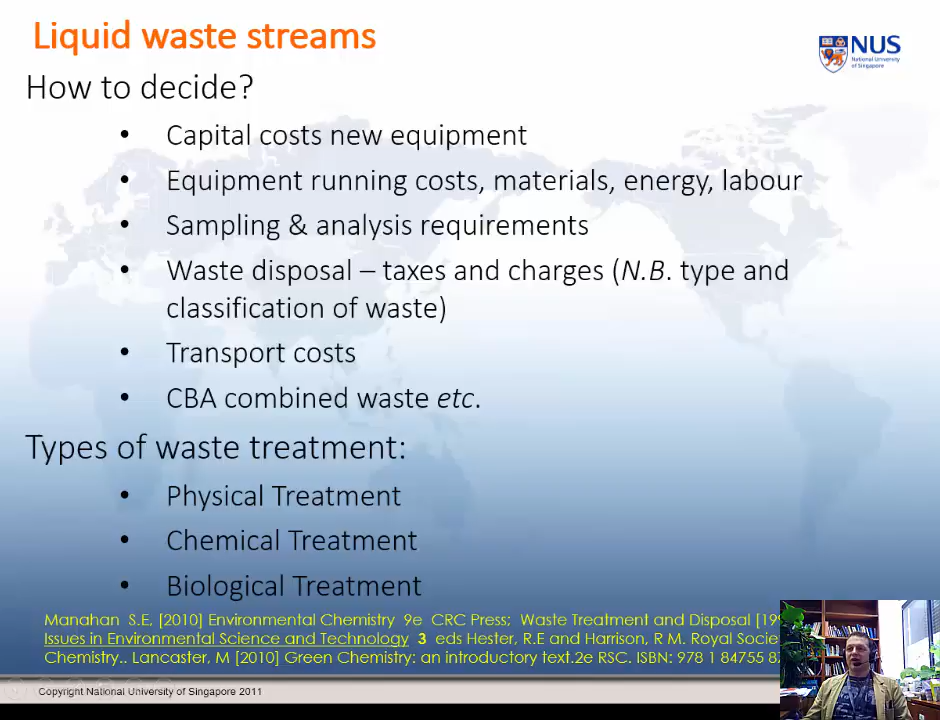 Liquid waste streams
NUS
National University
of Singapore
How to decide?
• Capital costs new equipment
• Equipment running costs, materials, energy, labour
• Sampling & analysis requirements
• Waste disposal – taxes and charges (N.B. type and
classification of waste)
• Transport costs
• CBA combined waste etc.
Types of waste treatment:
• Physical Treatment
• Chemical Treatment
• Biological Treatment
Manahan S.E, [2010] Environmental Chemistry 9e CRC Press; Waste Treatment and Disposal
Issues in Environmental Science and Technology 3 eds Hester, R.E and Harrison, R M. Royal
Chemistry.. Lancaster, M [2010] Green Chemistry: an introductory text.2e RSC. ISBN: 978 1 84755
Copyright National University of Singapore 2011